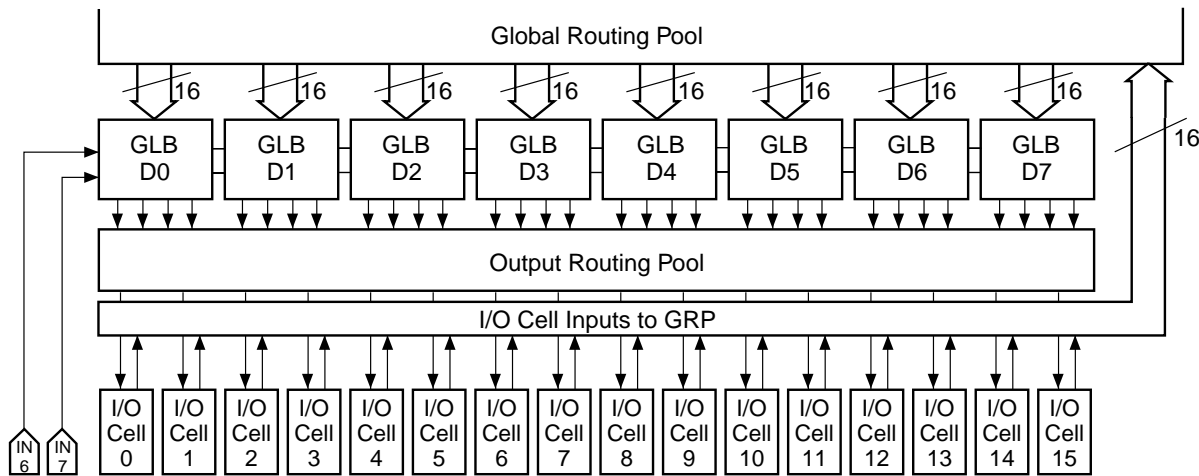 Global Routing Pool
16 16 16 16 16 16 16 16
16
GLB D0
GLB D1
GLB D2
GLB D3
GLB D4
GLB D5
GLB D6
GLB D7
Output Routing Pool
I/O Cell Inputs to GRP
IN 6
IN 7
I/O Cell 0
I/O Cell 1
I/O Cell 2
I/O Cell 3
I/O Cell 4
I/O Cell 5
I/O Cell 6
I/O Cell 7
I/O Cell 8
I/O Cell 9
I/O Cell 10
I/O Cell 11
I/O Cell 12
I/O Cell 13
I/O Cell 14
I/O Cell 15